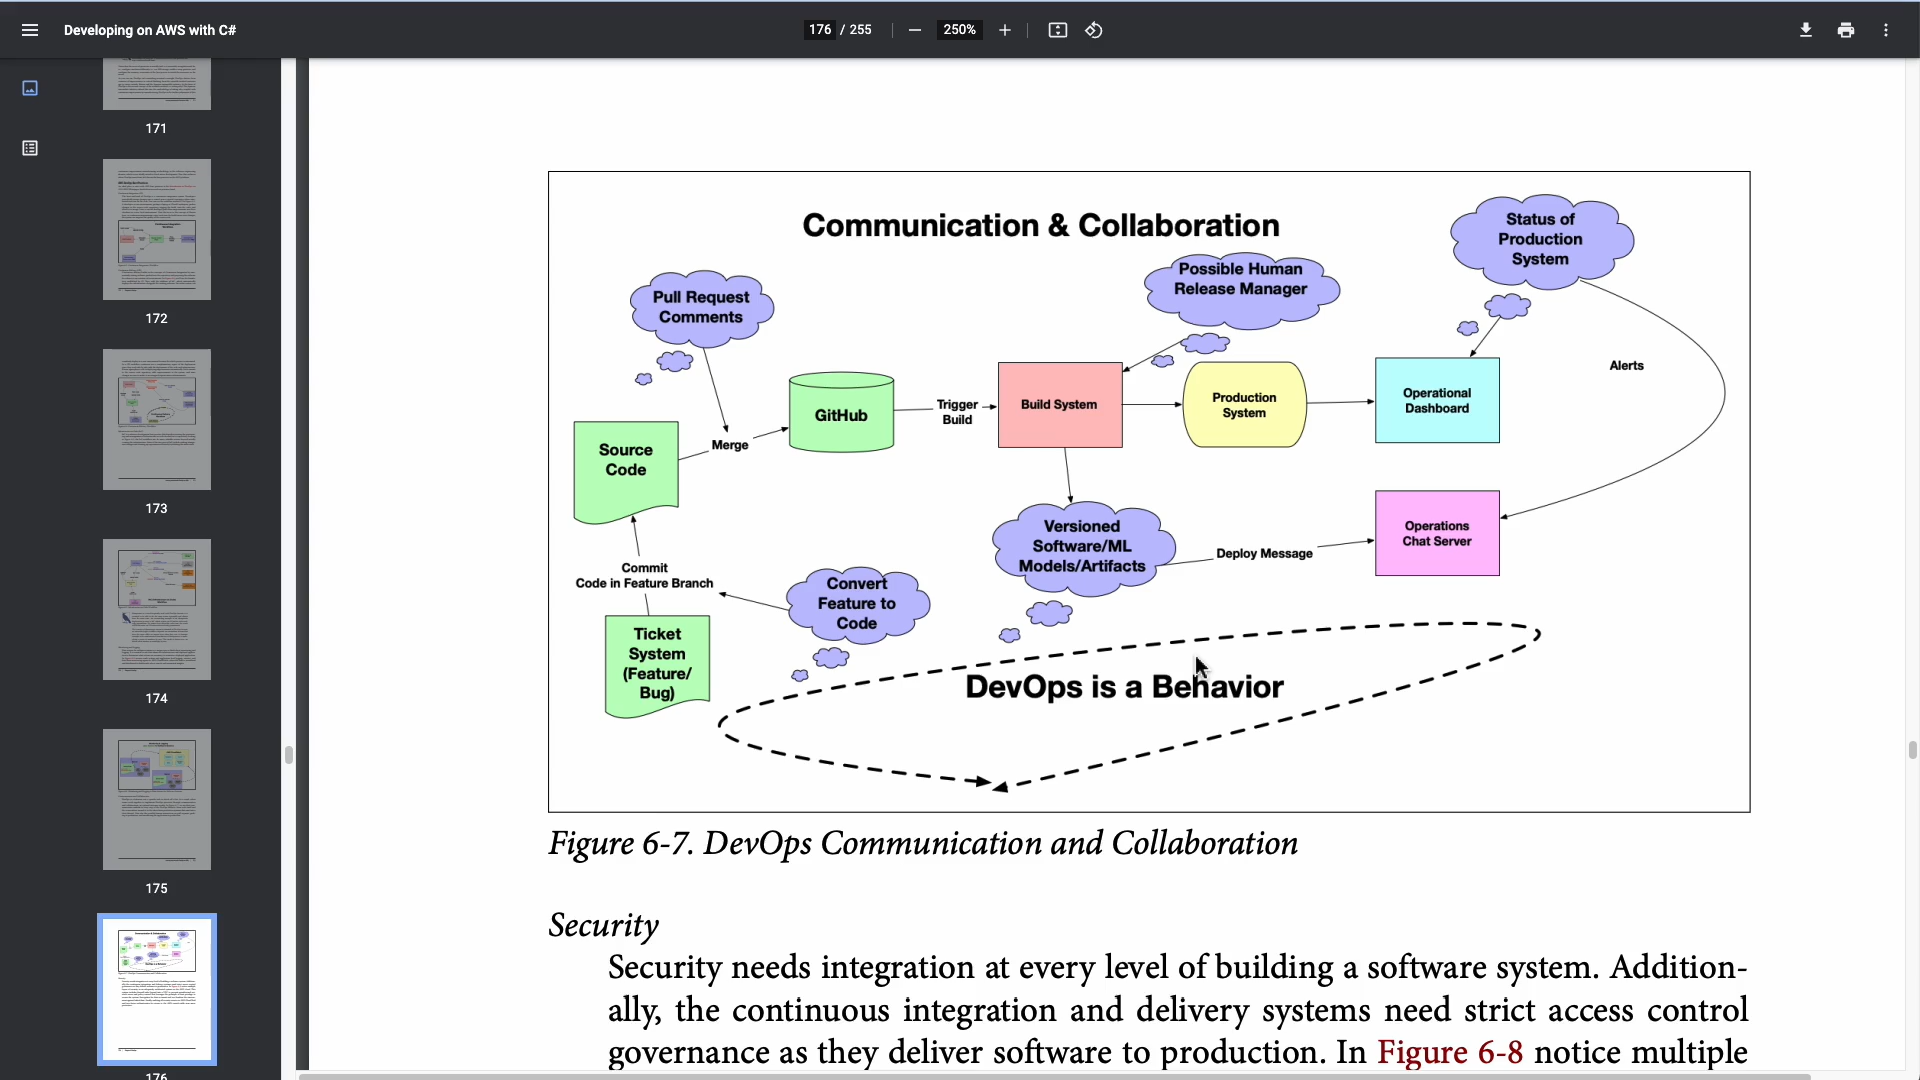 Developing on AWS with C#
176 / 255
250%
171
172
173
174
175
176
Communication & Collaboration
Pull Request
Comments
Possible Human
Release Manager
Status of
Production
System
Alerts
GitHub
Trigger
Build
Build System
Production
System
Operational
Dashboard
Merge
Source
Code
Versioned
Software/ML
Models/Artifacts
Deploy Message
Operations
Chat Server
Commit
Code in Feature Branch
Convert
Feature to
Code
Ticket
System
(Feature/
Bug)
DevOps is a Behavior
Figure 6-7. DevOps Communication and Collaboration
Security
Security needs integration at every level of building a software system. Addition-
ally, the continuous integration and delivery systems need strict access control
governance as they deliver software to production. In Figure 6-8 notice multiple